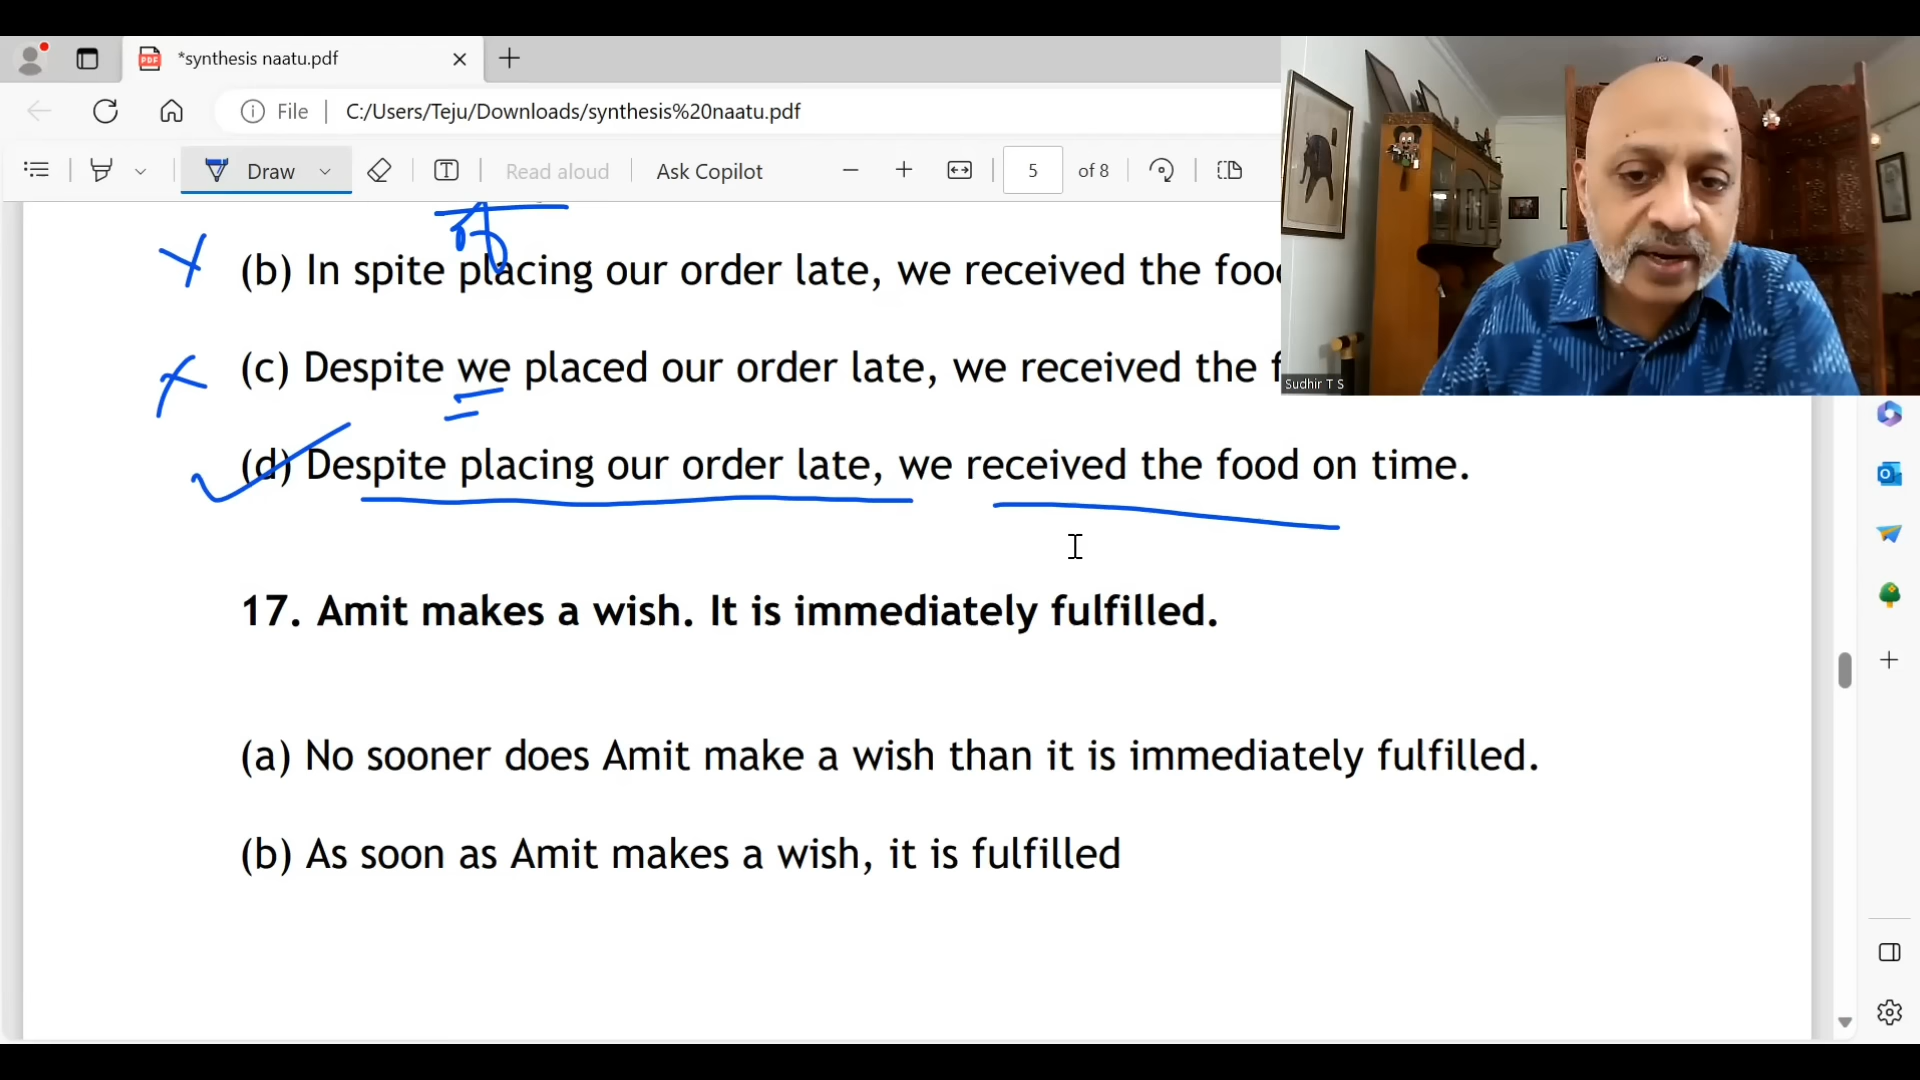 *synthesis naatu.pdf
File | C:/Users/Teju/Downloads/synthesis%20naatu.pdf
Draw Read aloud Ask Copilot 5 of 8
of
(b) In spite placing our order late, we received the food
(c) Despite we placed our order late, we received the f
Sudhir T S
(d) Despite placing our order late, we received the food on time.
17. Amit makes a wish. It is immediately fulfilled.
(a) No sooner does Amit make a wish than it is immediately fulfilled.
(b) As soon as Amit makes a wish, it is fulfilled